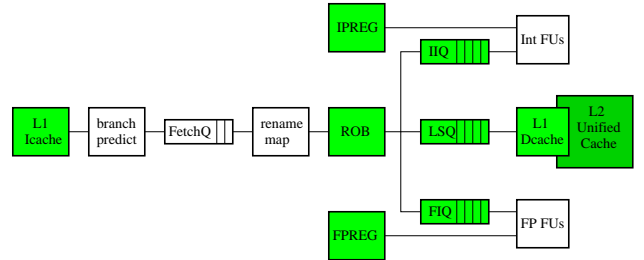 IPREG
IIQ
Int FUs
L1
Icache
branch
predict
FetchQ
rename
map
ROB
LSQ
L1
Dcache
L2
Unified
Cache
FIQ
FPREG
FP FUs